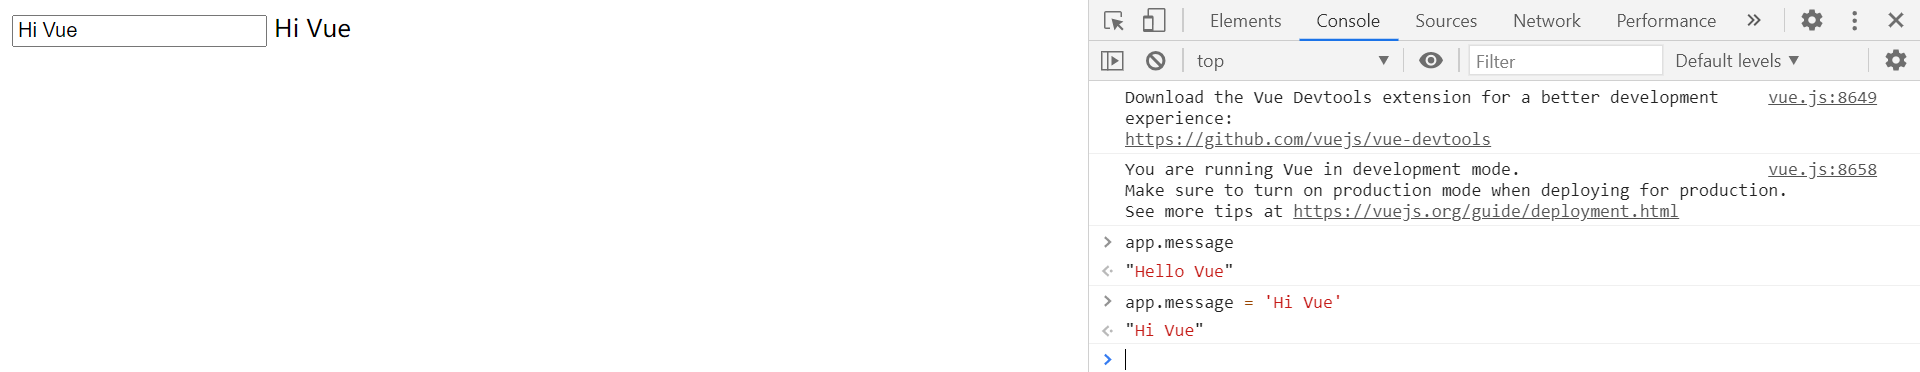 Hi Vue Hi Vue
Elements Console Sources Network Performance »
top Filter Default levels ▼
Download the Vue Devtools extension for a better development vue.js:8649
experience:
https://github.com/vuejs/vue-devtools
You are running Vue in development mode. vue.js:8658
Make sure to turn on production mode when deploying for production.
See more tips at https://vuejs.org/guide/deployment.html
app.message
"Hello Vue"
app.message = 'Hi Vue'
"Hi Vue"